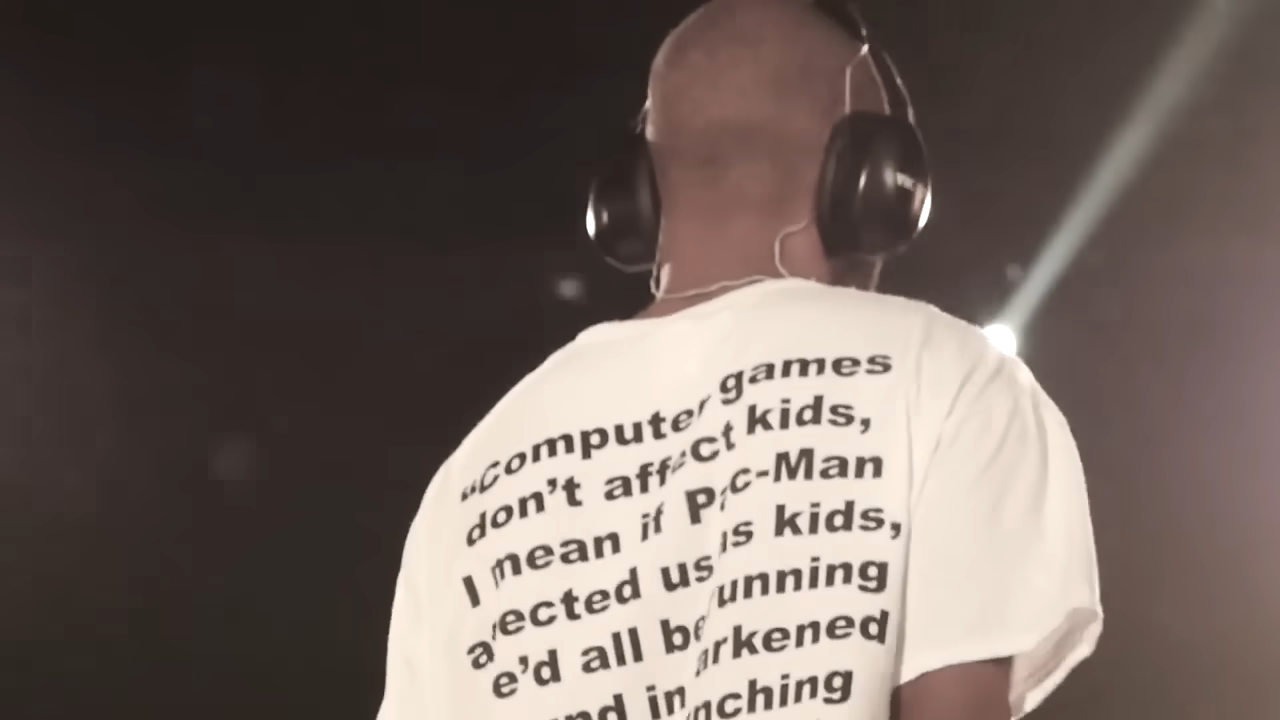 “Computer games
don’t affect kids,
I mean if Pac-Man
affected us as kids,
we’d all be running
around in darkened
munching